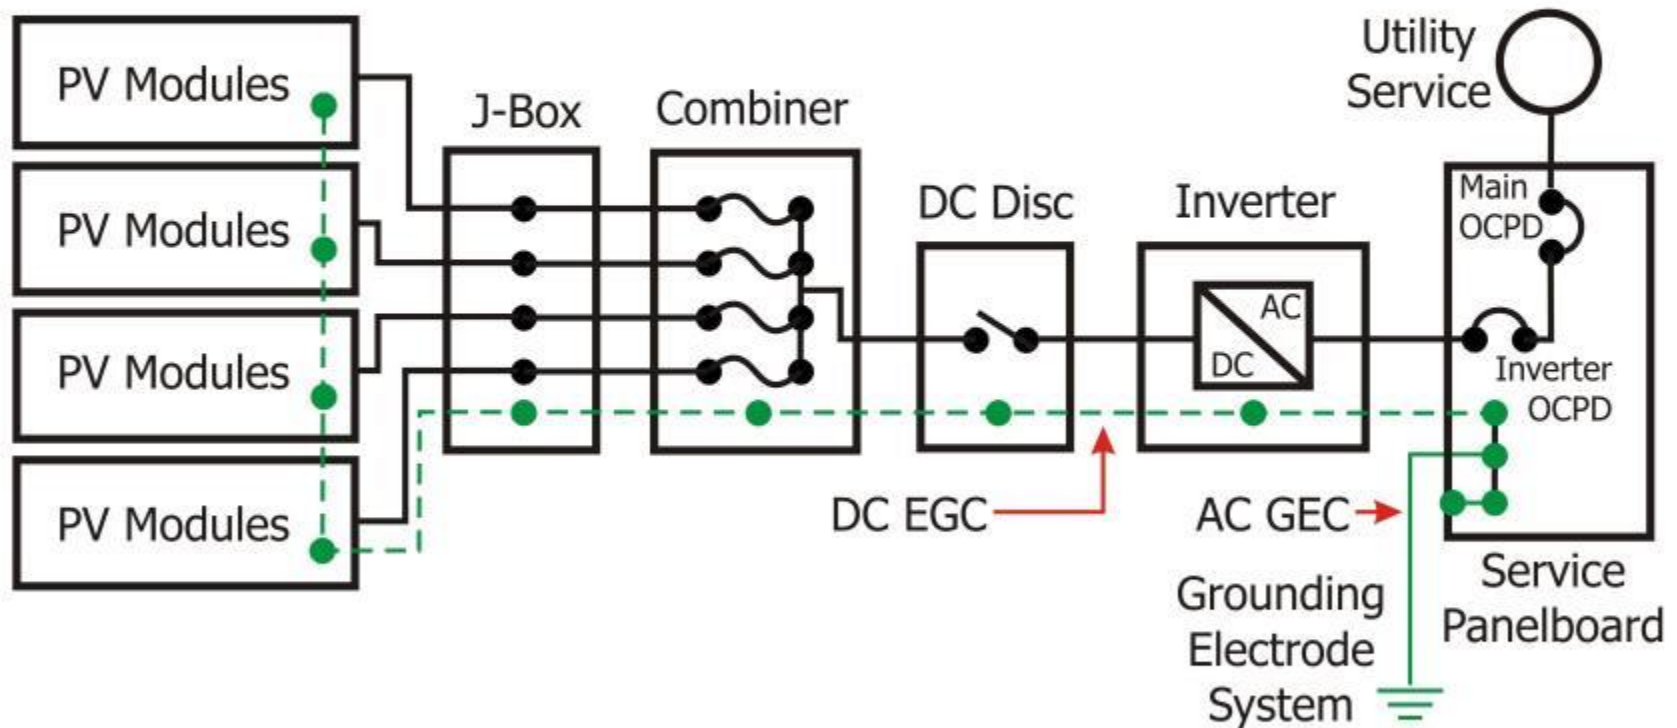 PV Modules
PV Modules
PV Modules
PV Modules
J-Box
Combiner
DC Disc
Inverter
AC
DC
Utility
Service
Main
OCPD
Inverter
OCPD
DC EGC
AC GEC
Grounding
Electrode
System
Service
Panelboard